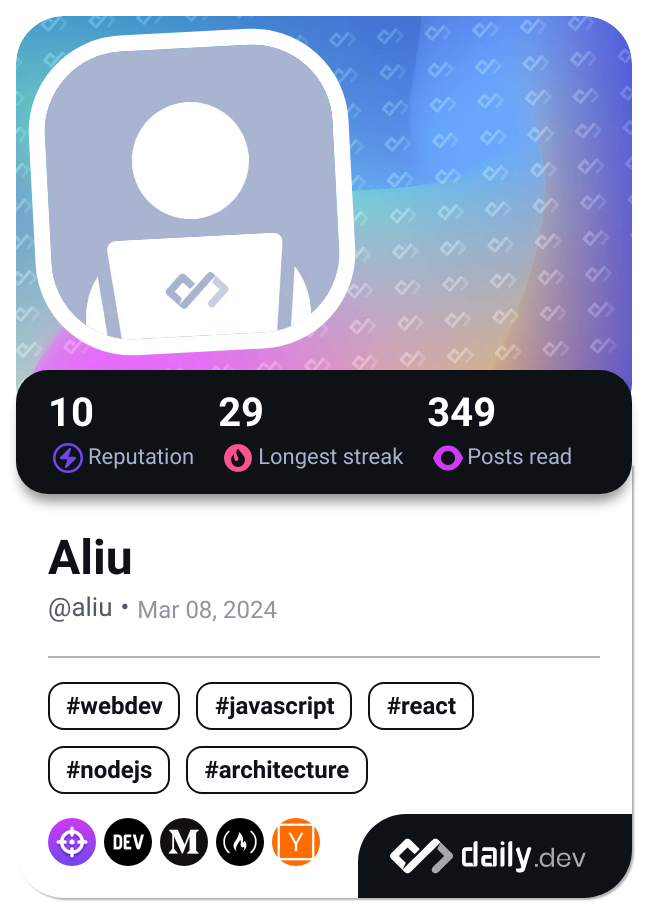 10 29 349
Reputation Longest streak Posts read
Aliu
@aliu • Mar 08, 2024
#webdev #javascript #react
#nodejs #architecture
DEV M Y daily.dev